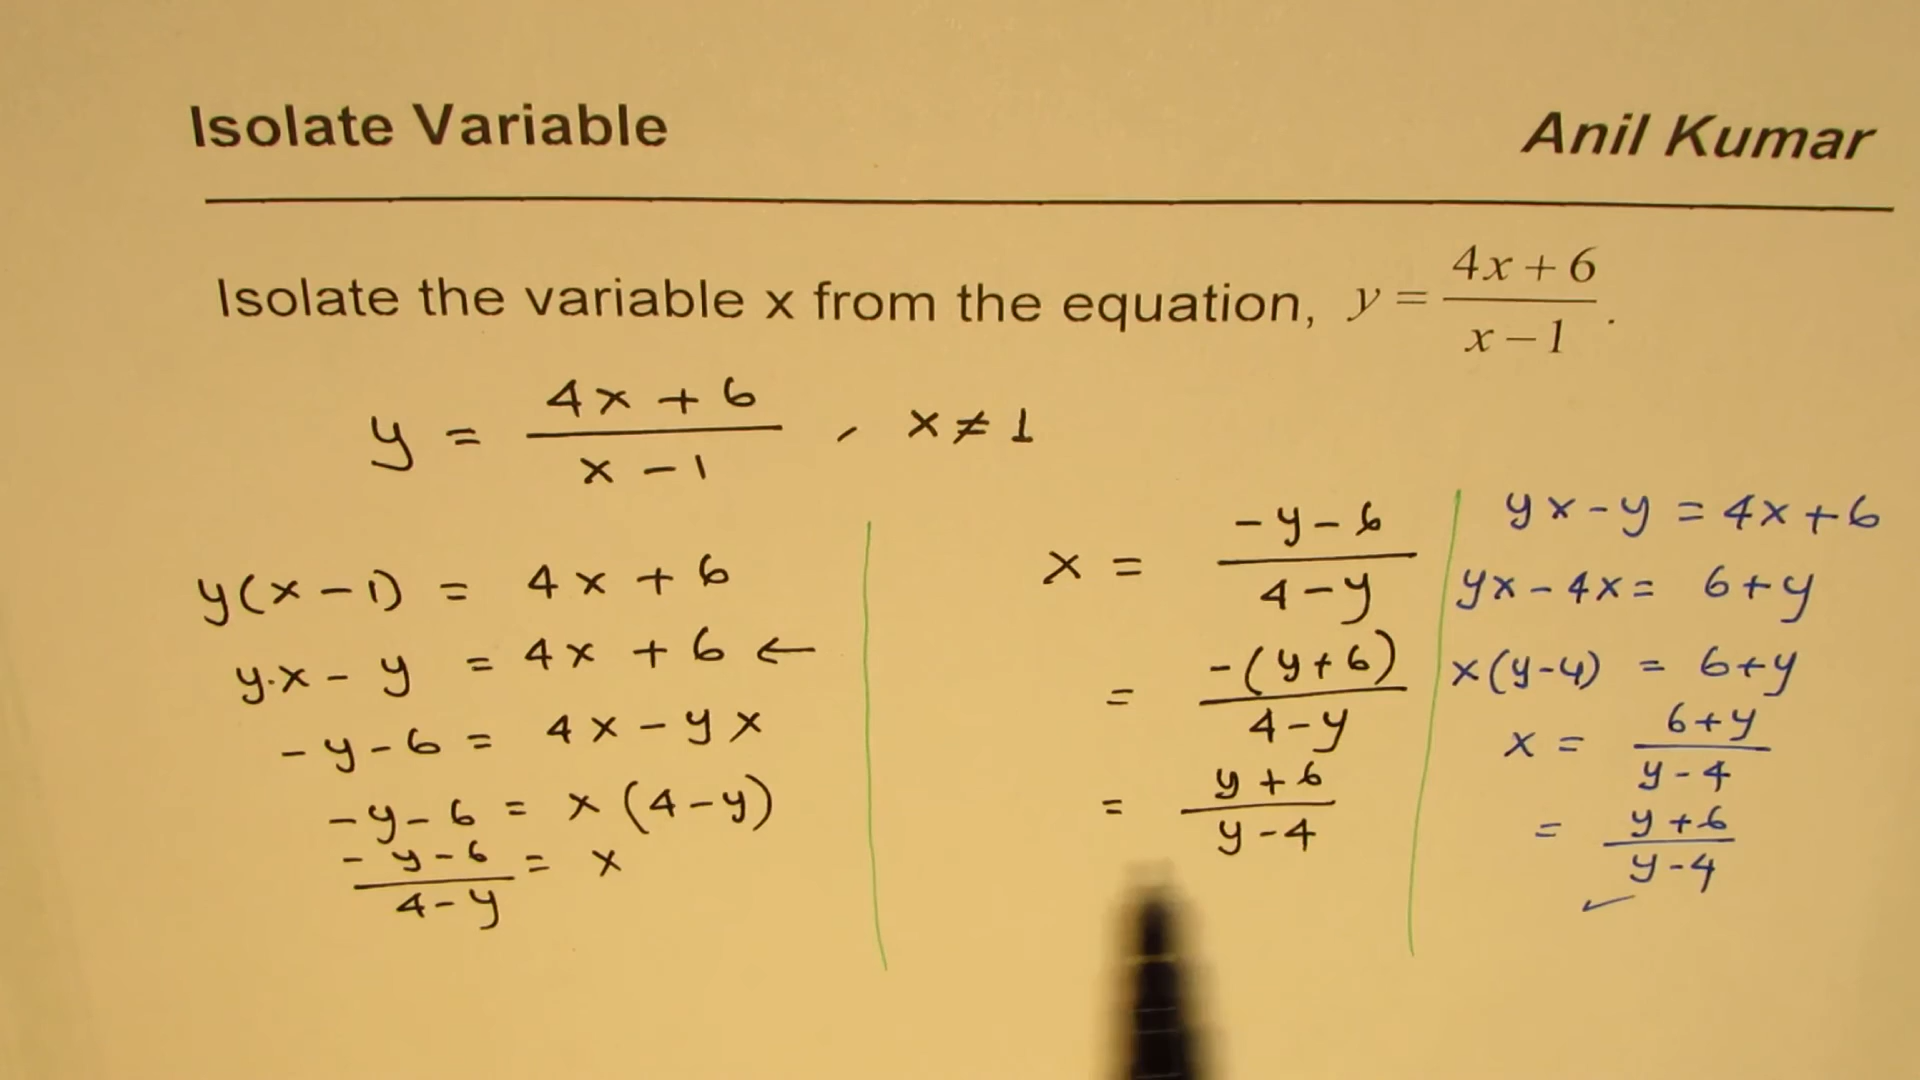 Isolate Variable
Anil Kumar
Isolate the variable x from the equation, y = (4x + 6)/(x − 1).
y = (4x + 6)/(x − 1) , x ≠ 1
y(x − 1) = 4x + 6
y·x − y = 4x + 6 ←
−y − 6 = 4x − yx
−y − 6 = x(4 − y)
(−y − 6)/(4 − y) = x
x = (−y − 6)/(4 − y)
= −(y + 6)/(4 − y)
= (y + 6)/(y − 4)
yx − y = 4x + 6
yx − 4x = 6 + y
x(y − 4) = 6 + y
x = (6 + y)/(y − 4)
= (y + 6)/(y − 4)
✓